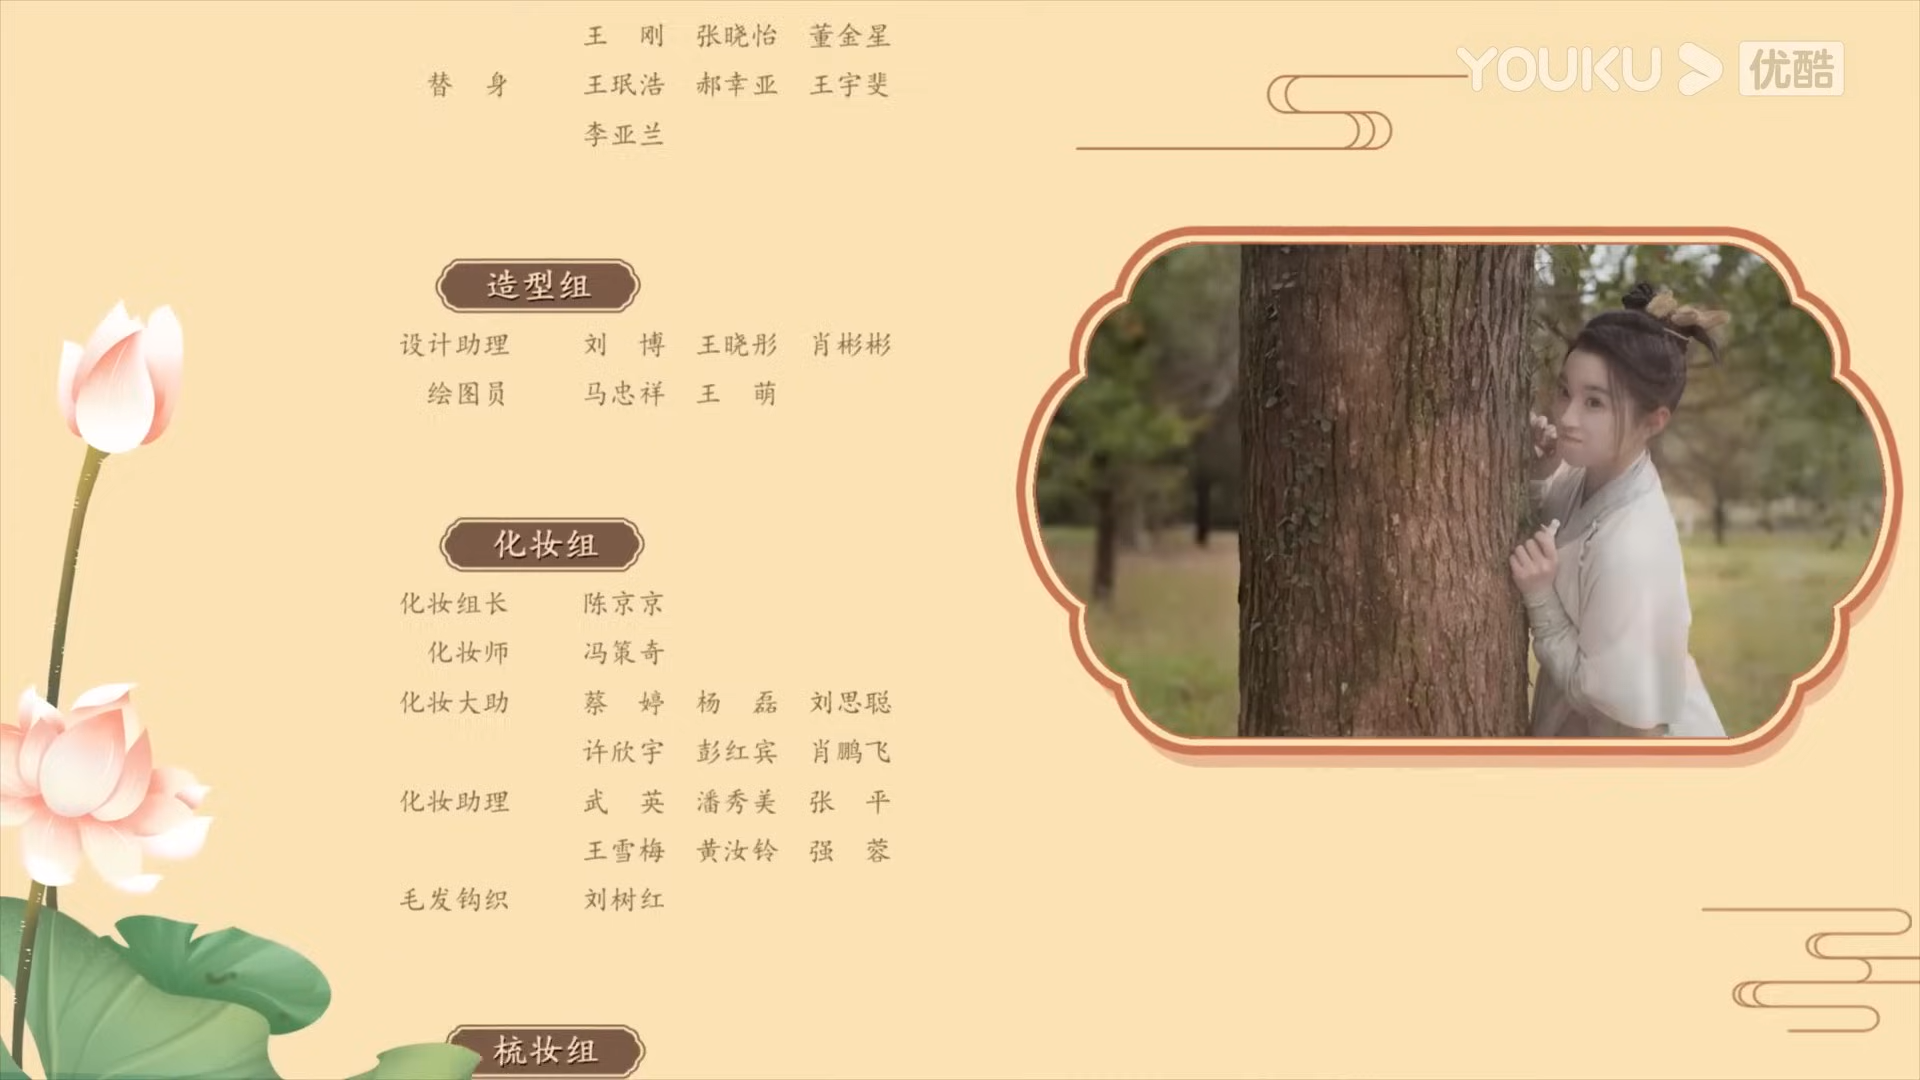 YOUKU 优酷
王 刚 张晓怡 董金星
替 身 王珉浩 郝幸亚 王宇斐
李亚兰
造型组
设计助理 刘 博 王晓彤 肖彬彬
绘图员 马忠祥 王 萌
化妆组
化妆组长 陈京京
化妆师 冯策奇
化妆大助 蔡 婷 杨 磊 刘思聪
许欣宇 彭红宾 肖鹏飞
化妆助理 武 英 潘秀美 张 平
王雪梅 黄汝铃 强 蓉
毛发钩织 刘树红
梳妆组